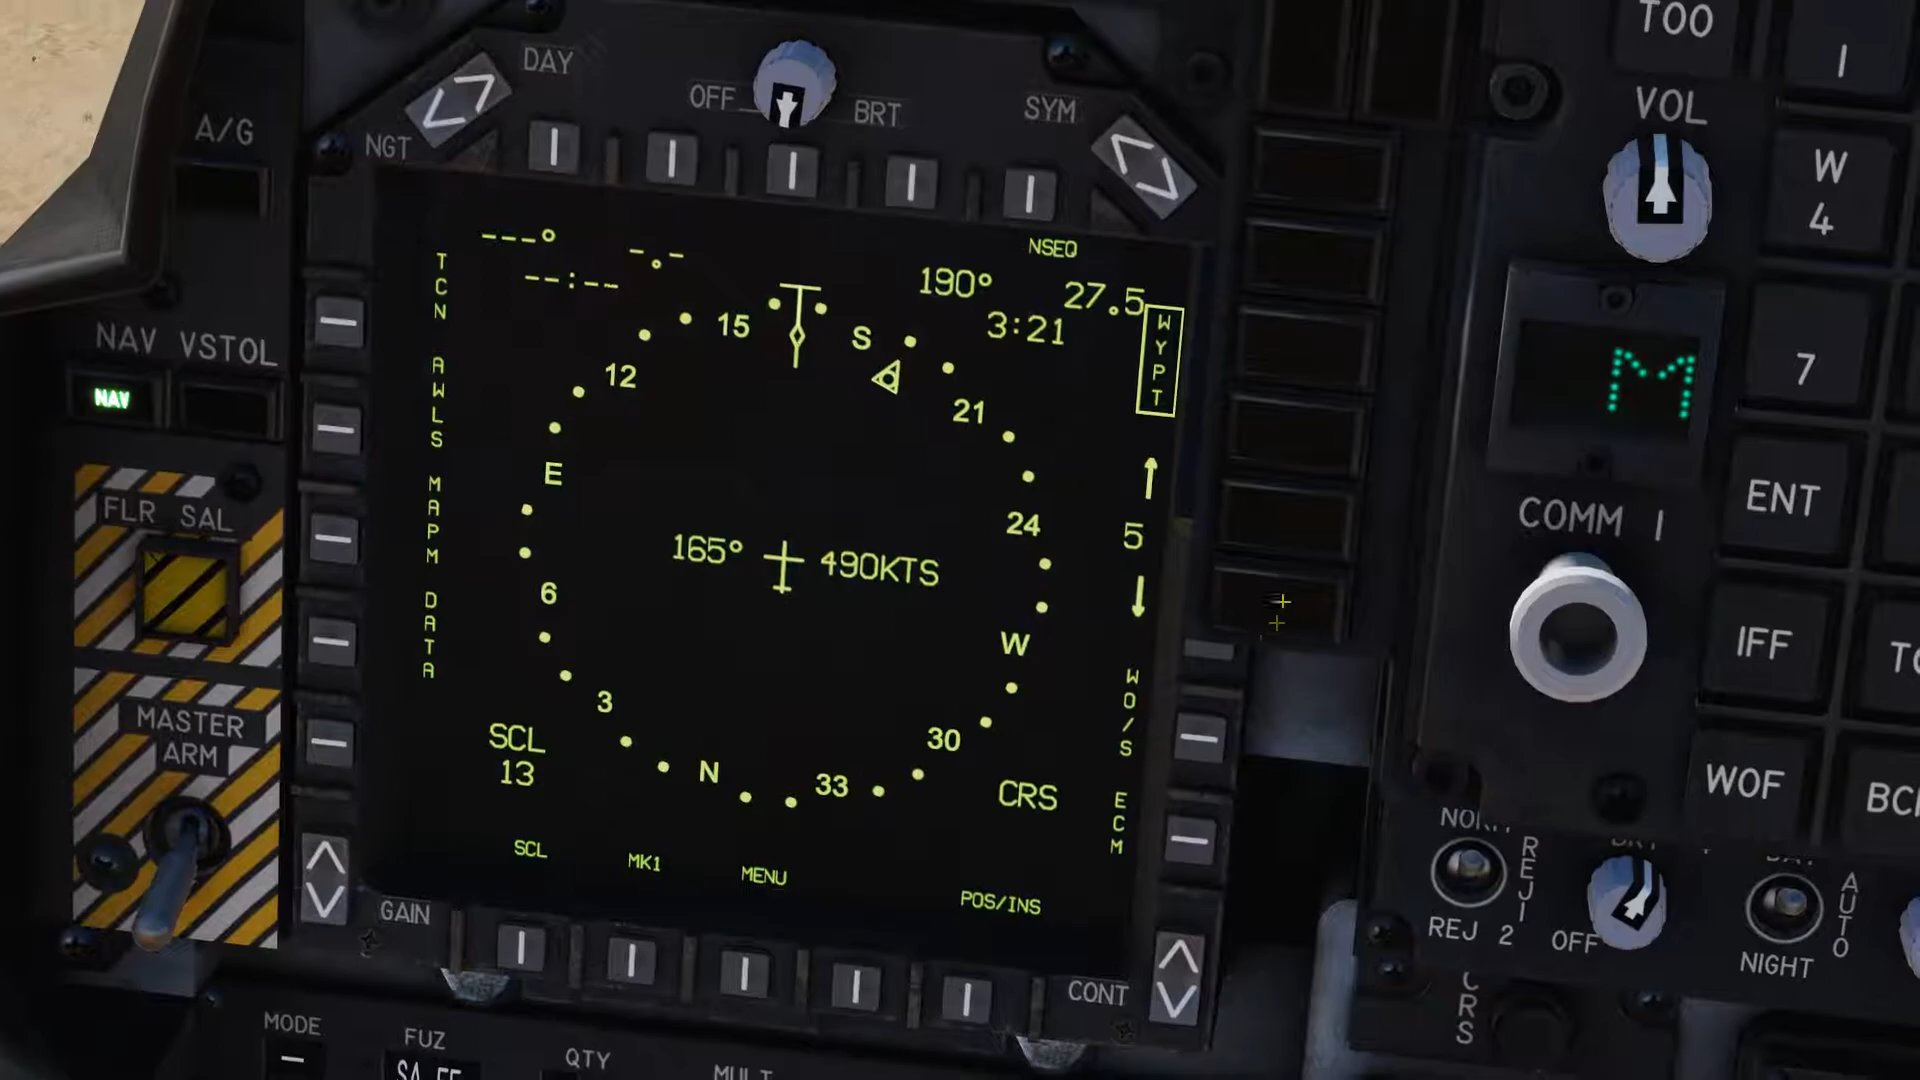 TOO
I
A/G
DAY
NGT
OFF
BRT
SYM
VOL
W
4
NSEQ
---°
-.-
--:--
190°
27.5
3:21
TCN
AWLS
MAPM
DATA
WYPT
5
WO/S
ECM
15
S
12
21
E
24
6
W
3
30
N
33
165°
490KTS
SCL
13
CRS
SCL
MK1
MENU
POS/INS
NAV VSTOL
NAV
FLR SAL
MASTER
ARM
GAIN
CONT
MODE
FUZ
QTY
M
7
COMM I
ENT
IFF
WOF
REJ I
REJ 2
OFF
AUTO
NIGHT
CRS